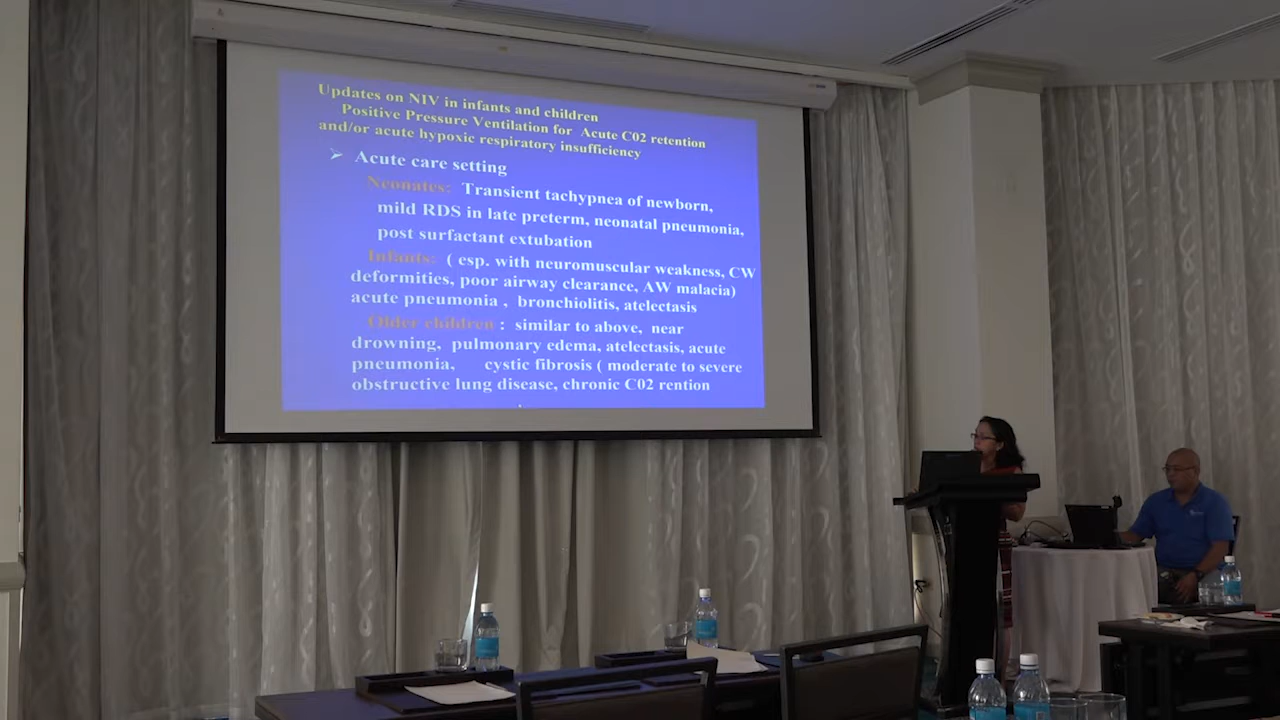 Updates on NIV in infants and children
Positive Pressure Ventilation for Acute C02 retention
and/or acute hypoxic respiratory insufficiency
Acute care setting
Neonates: Transient tachypnea of newborn,
mild RDS in late preterm, neonatal pneumonia,
post surfactant extubation
Infants: ( esp. with neuromuscular weakness, CW
deformities, poor airway clearance, AW malacia)
acute pneumonia , bronchiolitis, atelectasis
Older children : similar to above, near
drowning, pulmonary edema, atelectasis, acute
pneumonia, cystic fibrosis ( moderate to severe
obstructive lung disease, chronic C02 rention
.